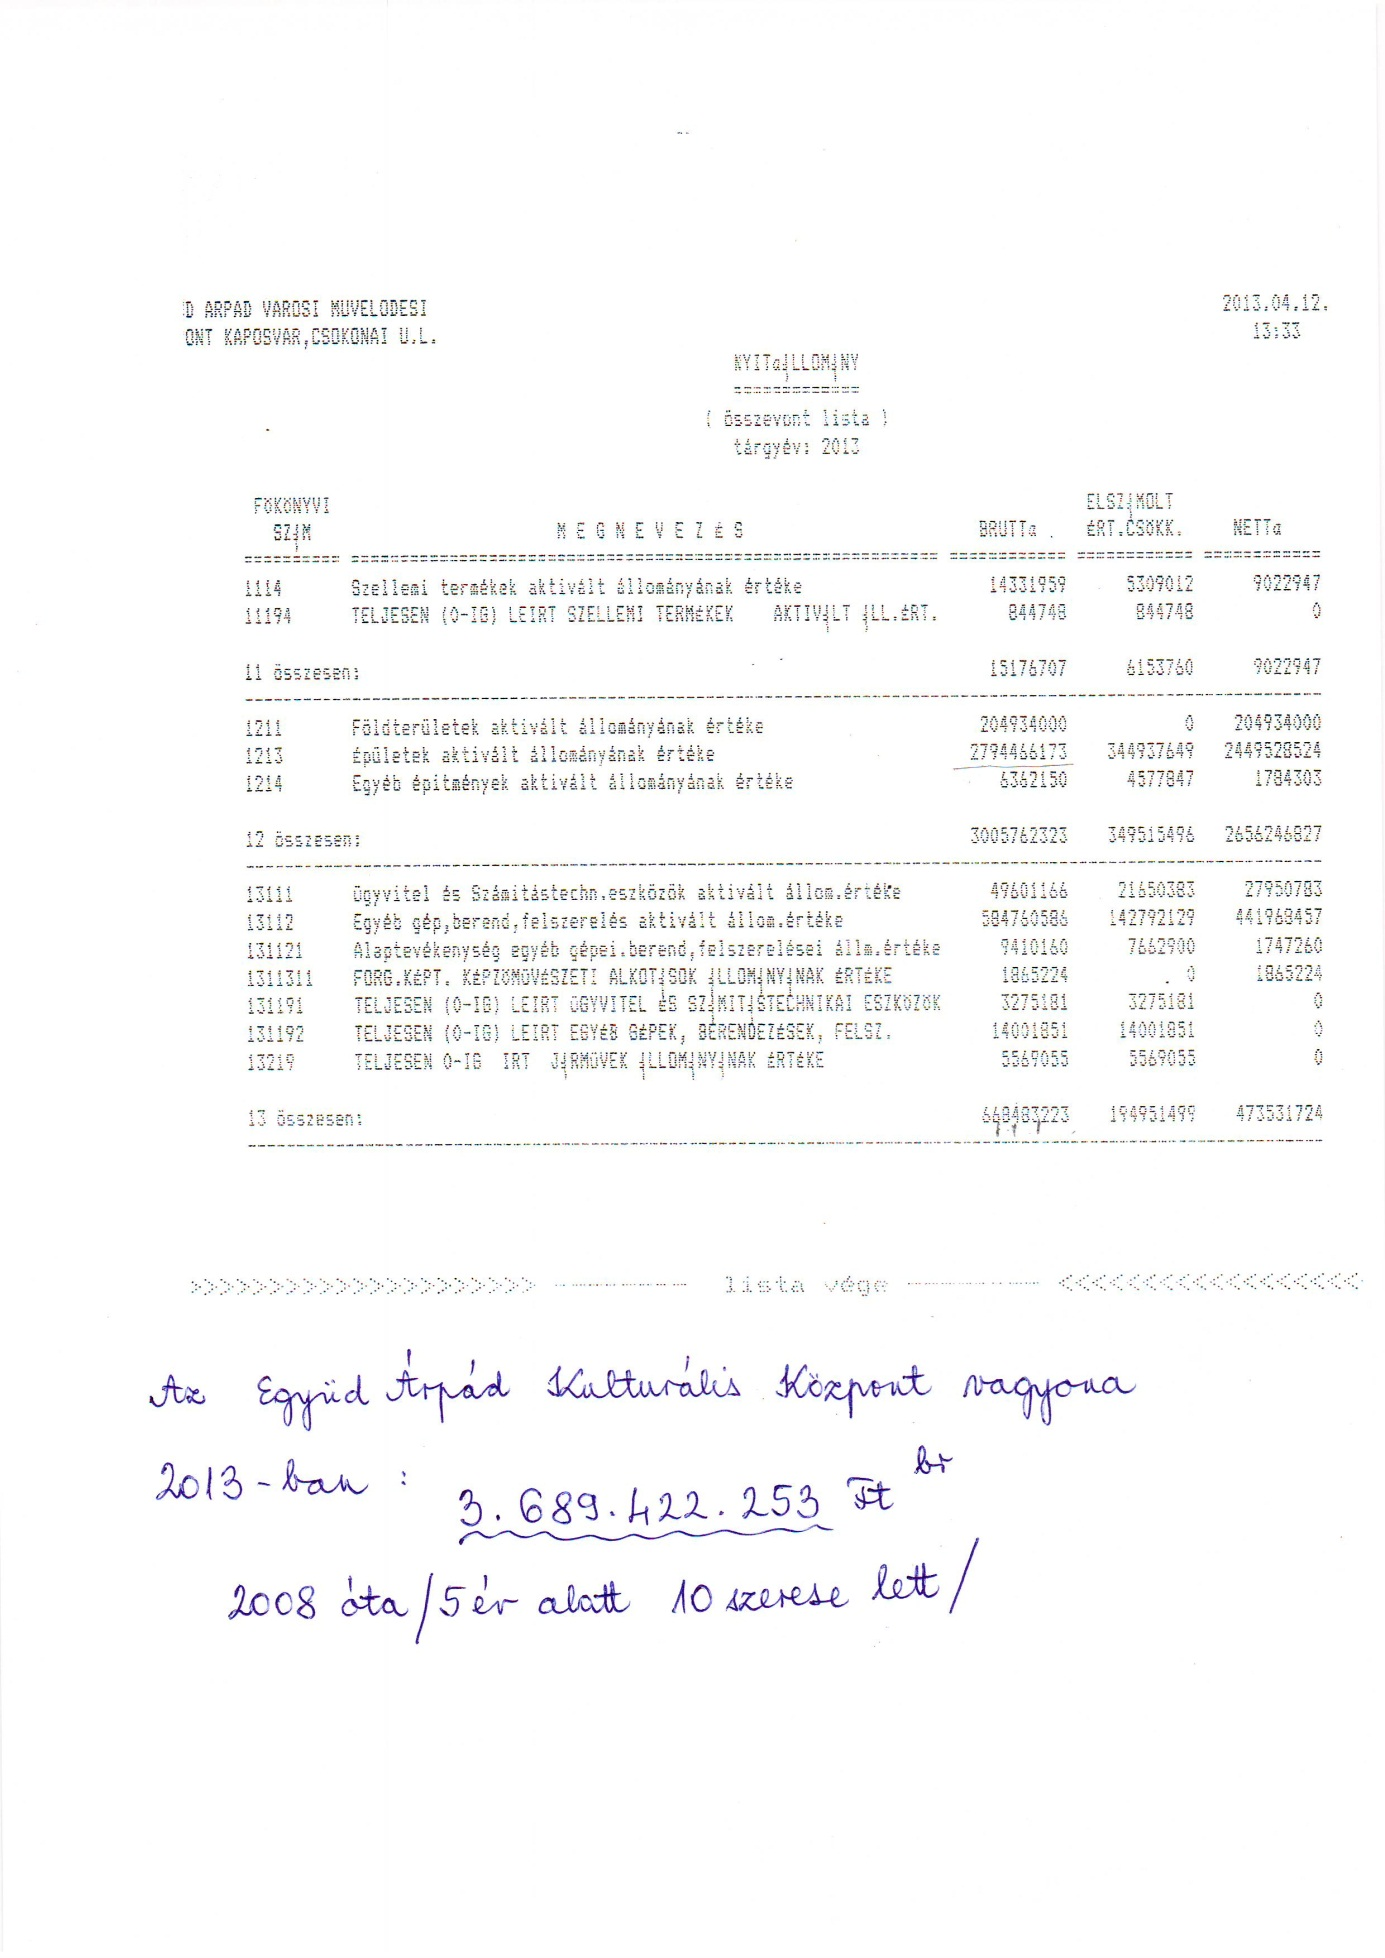 D ARPAD VAROSI MUVELODESI 2013.04.12.
ONT KAPOSVAR,CSOKONAI U.L. 13:33
NYITaáLLOMáNY
=============
( összevont lista )
tárgyév: 2013
FöKöNYVI ELSZáMOLT
SZáM M E G N E V E Z é S BRUTTa . éRT.CSöKK. NETTa
1114 Szellemi termékek aktivált állományának értéke 14331959 5309012 9022947
11194 TELJESEN (0-IG) LEIRT SZELLEMI TERMéKEK AKTIVáLT áLL.éRT. 844748 844748 0
11 összesen: 15176707 6153760 9022947
1211 Földterületek aktivált állományának értéke 204934000 0 204934000
1213 épületek aktivált állományának értéke 2794466173 344937649 2449528524
1214 Egyéb épitmények aktivált állományának értéke 6362150 4577847 1784303
12 összesen: 3005762323 349515496 2656246827
13111 ügyvitel és Számitástechn.eszközök aktivált állom.értéke 49601166 21650383 27950783
13112 Egyéb gép,berend,felszerelés aktivált állom.értéke 584760586 142792129 441968457
131121 Alaptevékenység egyéb gépei.berend,felszerelései állm.értéke 9410160 7662900 1747260
1311311 FORG.KéPT. KéPZöMüVéSZETI ALKOTáSOK áLLOMáNYáNAK éRTéKE 1865224 0 1865224
131191 TELJESEN (0-IG) LEIRT üGYVITEL éS SZáMITáSTECHNIKAI ESZKöZöK 3275181 3275181 0
131192 TELJESEN (0-IG) LEIRT EGYéB GéPEK, BERENDEZéSEK, FELSZ. 14001851 14001851 0
13219 TELJESEN 0-IG IRT JáRMüVEK áLLOMáNYáNAK éRTéKE 5569055 5569055 0
13 összesen: 668483223 194951499 473531724
>>>>>>>>>>>>>>>>>>>> ------------- lista vége ------------- <<<<<<<<<<<<<<<<<<
Az Együd Árpád Kulturális Központ vagyona
2013-ban : 3.689.422.253 Ft br
2008 óta /5 év alatt 10 szerese lett/